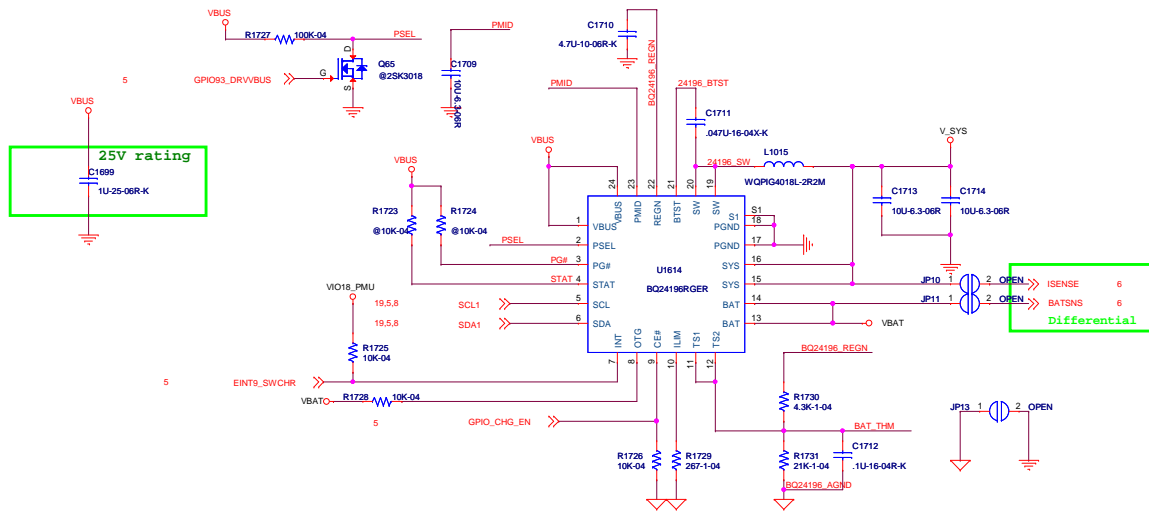 VBUS
R1727
100K-04
PSEL
D
G
S
Q65
@2SK3018
5
GPIO93_DRVVBUS
PMID
C1709
10U-6.3-06R
C1710
4.7U-10-06R-K
BQ24196_REGN
24196_BTST
PMID
C1711
.047U-16-04X-K
24196_SW
L1015
WQPIG4018L-2R2M
V_SYS
C1713
10U-6.3-06R
C1714
10U-6.3-06R
VBUS
25V rating
C1699
1U-25-06R-K
VBUS
R1723
@10K-04
R1724
@10K-04
VBUS
24
23
22
21
20
19
VBUS
PMID
REGN
BTST
SW
SW
1
VBUS
PSEL
2
PSEL
PG#
3
PG#
STAT
4
STAT
SCL1
5
SCL
SDA1
6
SDA
U1614
BQ24196RGER
S1
S1
18
PGND
17
PGND
16
SYS
15
SYS
14
BAT
13
BAT
INT
OTG
CE#
ILIM
TS1
TS2
7
8
9
10
11
12
VBAT
JP10
1
2
OPEN
ISENSE
6
JP11
1
2
OPEN
BATSNS
6
Differential
VIO18_PMU
19,5,8
19,5,8
R1725
10K-04
5
EINT9_SWCHR
VBAT
R1728
10K-04
5
GPIO_CHG_EN
R1726
10K-04
R1729
267-1-04
BQ24196_REGN
R1730
4.3K-1-04
BAT_THM
R1731
21K-1-04
C1712
.1U-16-04R-K
BQ24196_AGND
JP13
1
2
OPEN